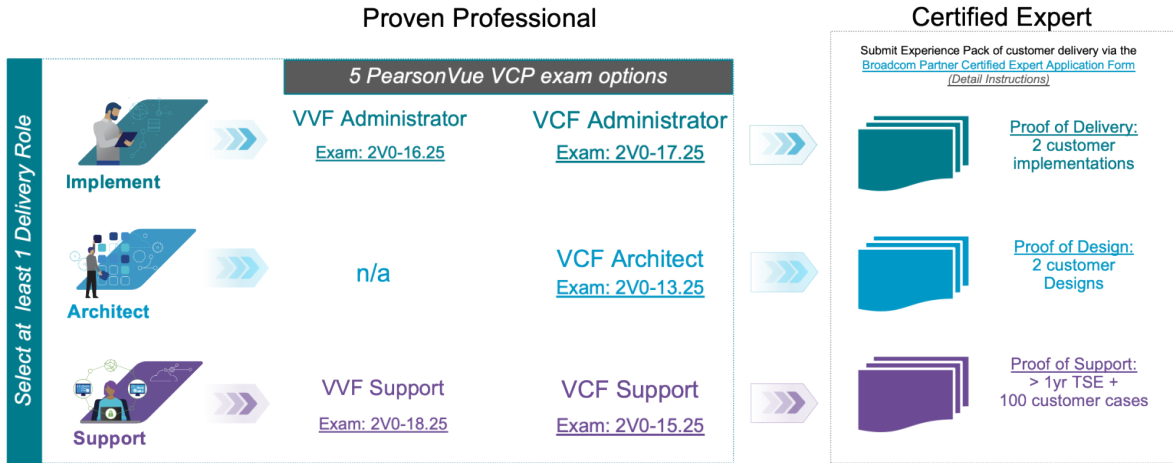 Proven Professional
Certified Expert
Select at least 1 Delivery Role
5 PearsonVue VCP exam options
Submit Experience Pack of customer delivery via the
Broadcom Partner Certified Expert Application Form
(Detail Instructions)
Implement
VVF Administrator
Exam: 2V0-16.25
VCF Administrator
Exam: 2V0-17.25
Proof of Delivery:
2 customer
implementations
Architect
n/a
VCF Architect
Exam: 2V0-13.25
Proof of Design:
2 customer
Designs
Support
VVF Support
Exam: 2V0-18.25
VCF Support
Exam: 2V0-15.25
Proof of Support:
> 1yr TSE +
100 customer cases